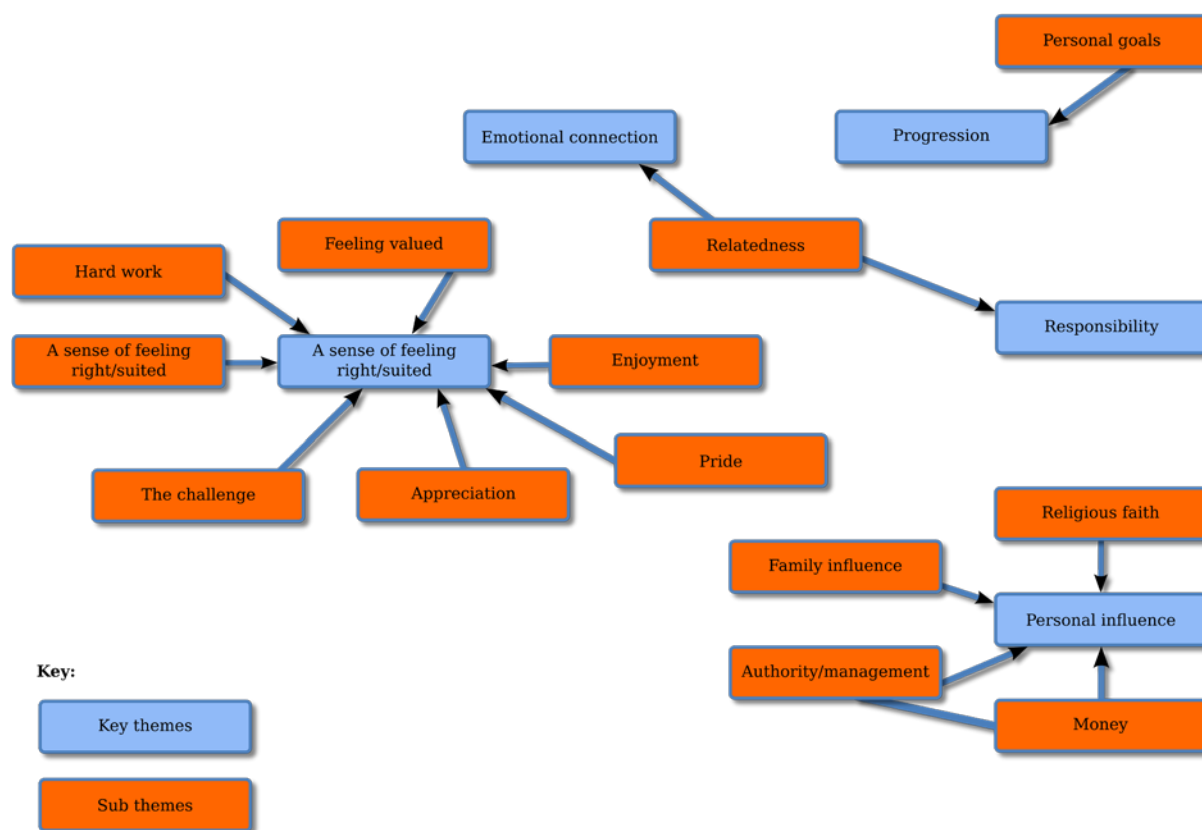 Personal goals
Emotional connection
Progression
Feeling valued
Relatedness
Hard work
Responsibility
A sense of feeling
right/suited
A sense of feeling
right/suited
Enjoyment
Pride
The challenge
Appreciation
Religious faith
Family influence
Personal influence
Authority/management
Money
Key:
Key themes
Sub themes